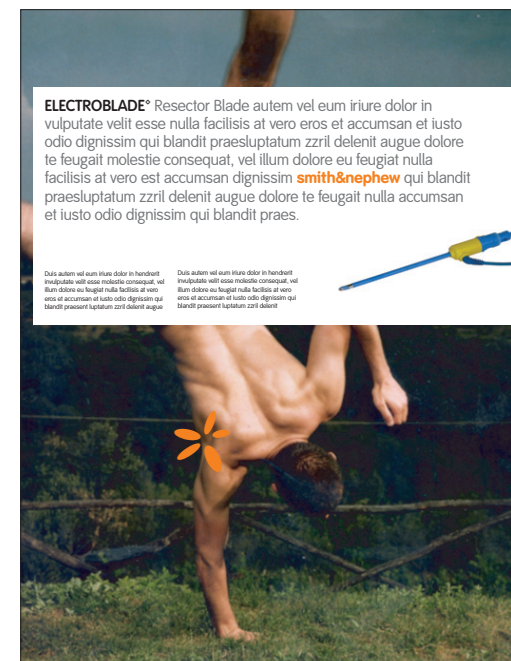 ELECTROBLADE° Resector Blade autem vel eum iriure dolor in
vulputate velit esse nulla facilisis at vero eros et accumsan et iusto
odio dignissim qui blandit praesluptatum zzril delenit augue dolore
te feugait molestie consequat, vel illum dolore eu feugiat nulla
facilisis at vero est accumsan dignissim smith&nephew qui blandit
praesluptatum zzril delenit augue dolore te feugait nulla accumsan
et iusto odio dignissim qui blandit praes.
Duis autem vel eum iriure dolor in hendrerit
invulputate velit esse molestie consequat, vel
illum dolore eu feugiat nulla facilisis at vero
eros et accumsan et iusto odio dignissim qui
blandit praesent luptatum zzril delenit augue
Duis autem vel eum iriure dolor in hendrerit
invulputate velit esse molestie consequat, vel
illum dolore eu feugiat nulla facilisis at vero
eros et accumsan et iusto odio dignissim qui
blandit praesent luptatum zzril delenit